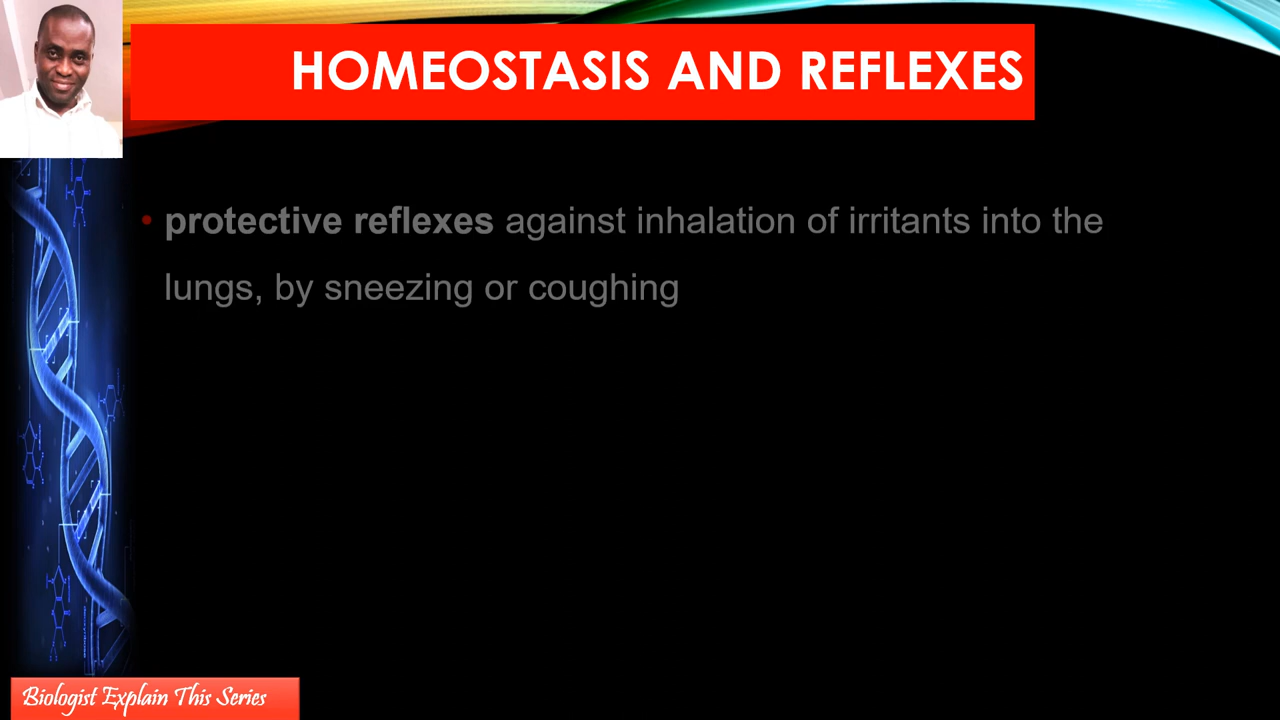 HOMEOSTASIS AND REFLEXES
• protective reflexes against inhalation of irritants into the
lungs, by sneezing or coughing
Biologist Explain This Series